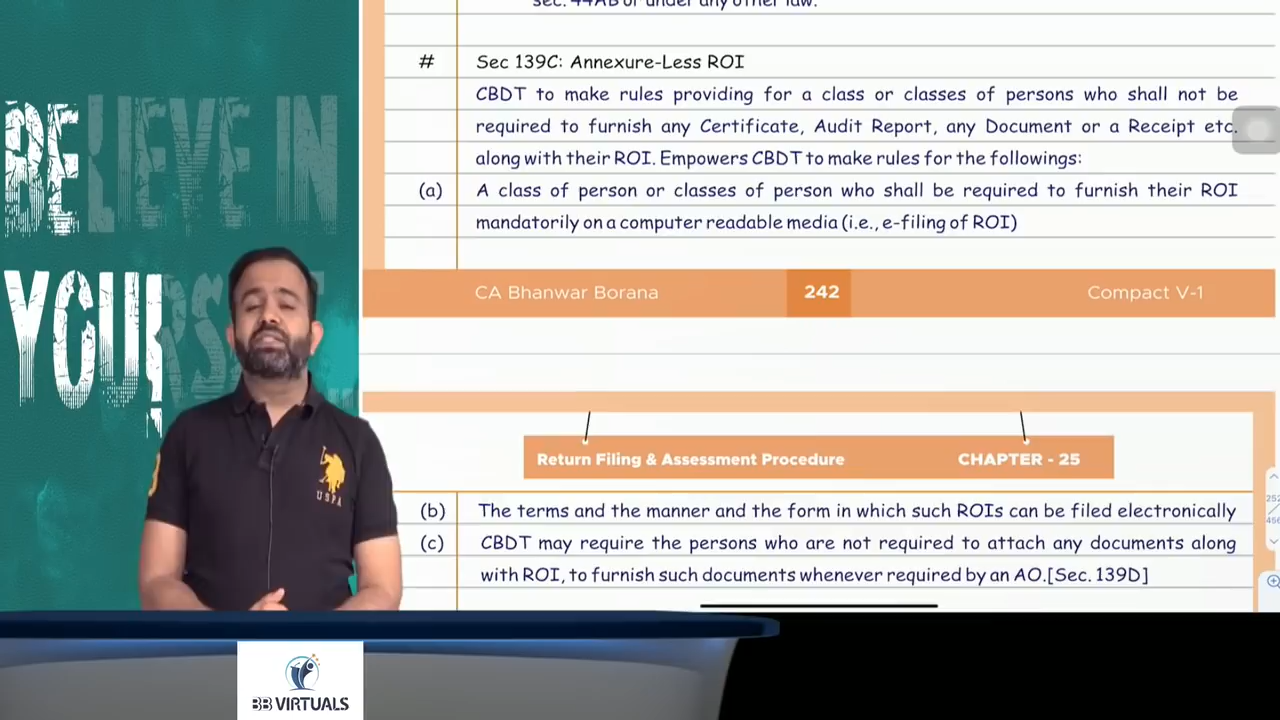 BELIEVE IN
sec. 44AB or under any other law.
# Sec 139C: Annexure-Less ROI
CBDT to make rules providing for a class or classes of persons who shall not be
required to furnish any Certificate, Audit Report, any Document or a Receipt etc.
along with their ROI. Empowers CBDT to make rules for the followings:
(a) A class of person or classes of person who shall be required to furnish their ROI
mandatorily on a computer readable media (i.e., e-filing of ROI)
CA Bhanwar Borana 242 Compact V-1
Return Filing & Assessment Procedure CHAPTER - 25
(b) The terms and the manner and the form in which such ROIs can be filed electronically
(c) CBDT may require the persons who are not required to attach any documents along
with ROI, to furnish such documents whenever required by an AO.[Sec. 139D]
USPA
BB VIRTUALS